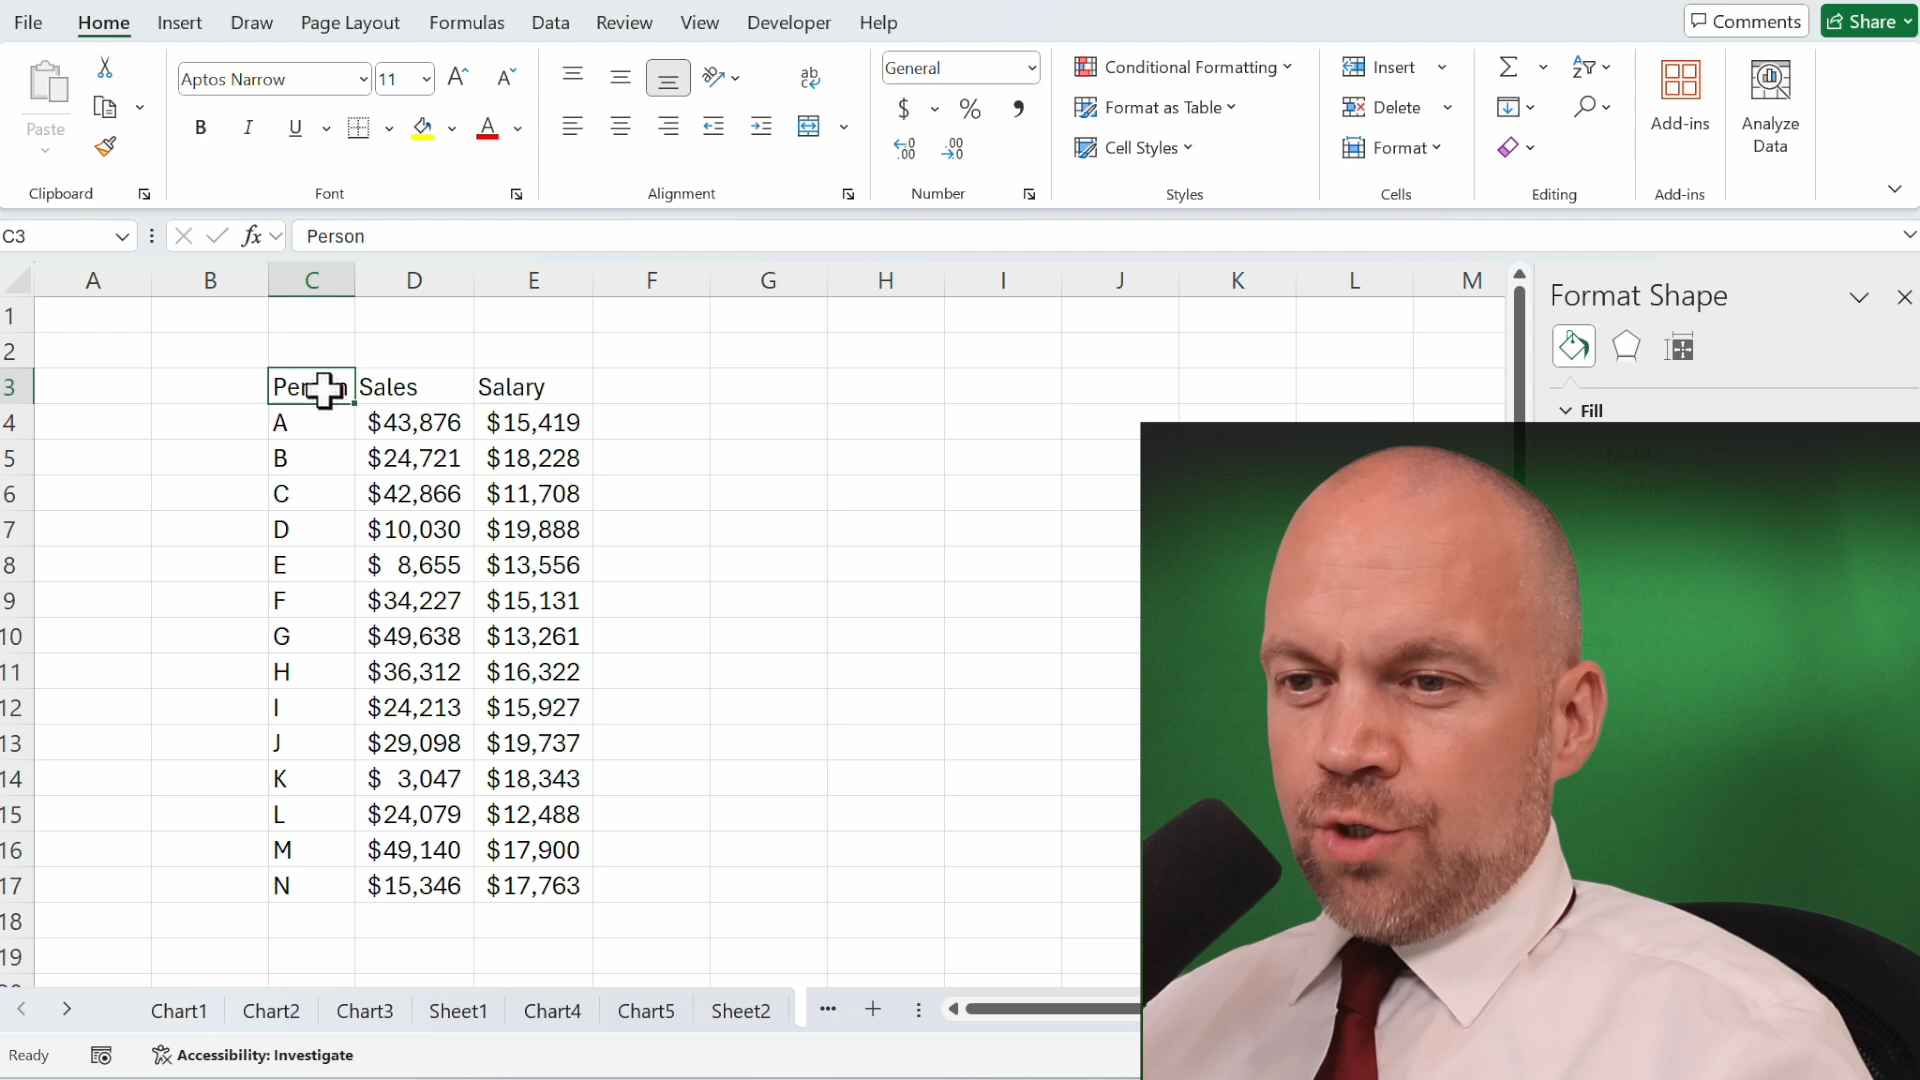 File Home Insert Draw Page Layout Formulas Data Review View Developer Help Comments Share
Paste
Clipboard
Aptos Narrow 11
B I U A
Font
ab
Alignment
General
$ % ,
.00 .00
Number
Conditional Formatting
Format as Table
Cell Styles
Styles
Insert
Delete
Format
Cells
Editing
Add-ins
Add-ins
Analyze
Data
C3 fx Person
A B C D E F G H I J K L M
1
2
3 Sales Salary
4 A $43,876 $15,419
5 B $24,721 $18,228
6 C $42,866 $11,708
7 D $10,030 $19,888
8 E $ 8,655 $13,556
9 F $34,227 $15,131
10 G $49,638 $13,261
11 H $36,312 $16,322
12 I $24,213 $15,927
13 J $29,098 $19,737
14 K $ 3,047 $18,343
15 L $24,079 $12,488
16 M $49,140 $17,900
17 N $15,346 $17,763
18
19
Format Shape
Fill
Chart1 Chart2 Chart3 Sheet1 Chart4 Chart5 Sheet2
Ready Accessibility: Investigate